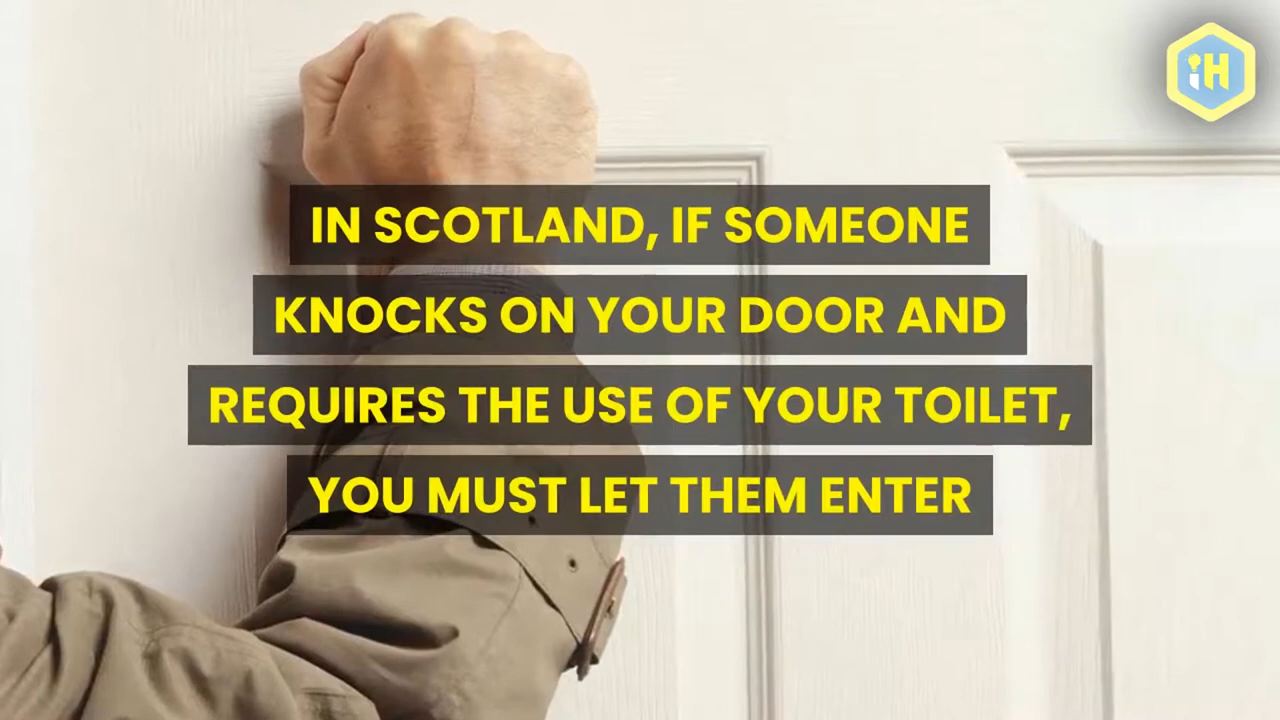 iH
IN SCOTLAND, IF SOMEONE
KNOCKS ON YOUR DOOR AND
REQUIRES THE USE OF YOUR TOILET,
YOU MUST LET THEM ENTER